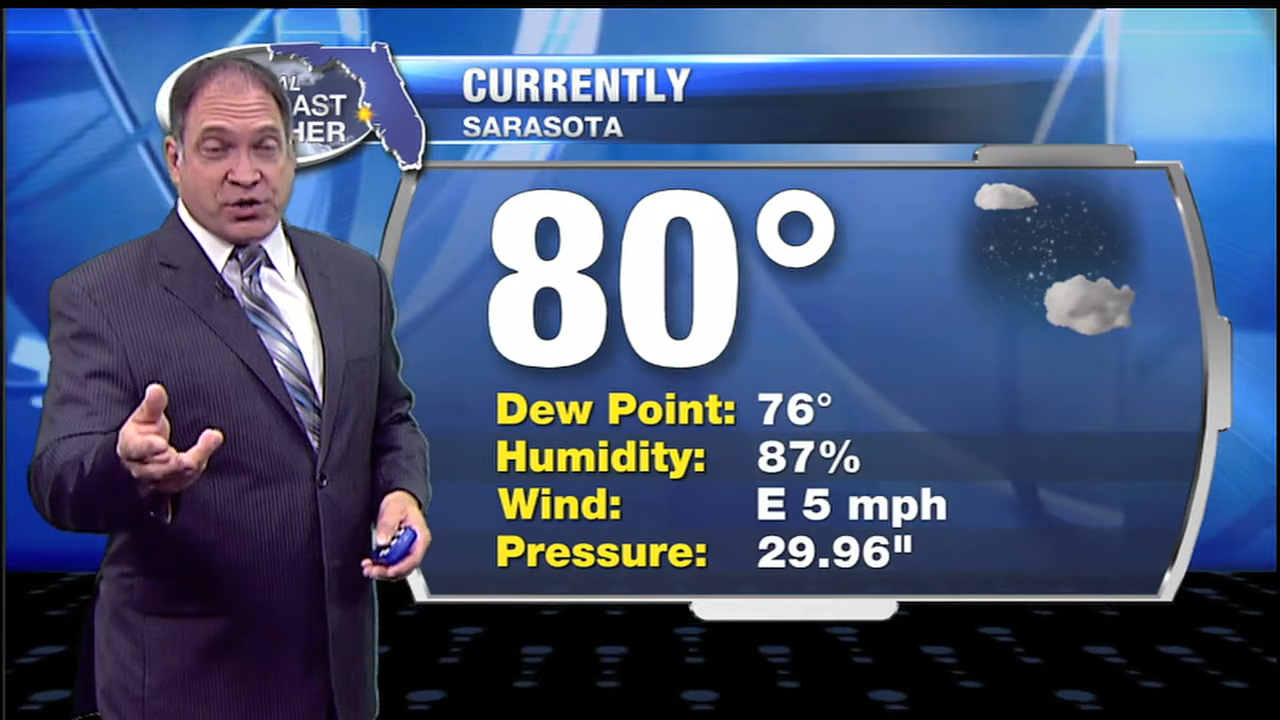 CURRENTLY
SARASOTA
80°
Dew Point: 76°
Humidity: 87%
Wind: E 5 mph
Pressure: 29.96"